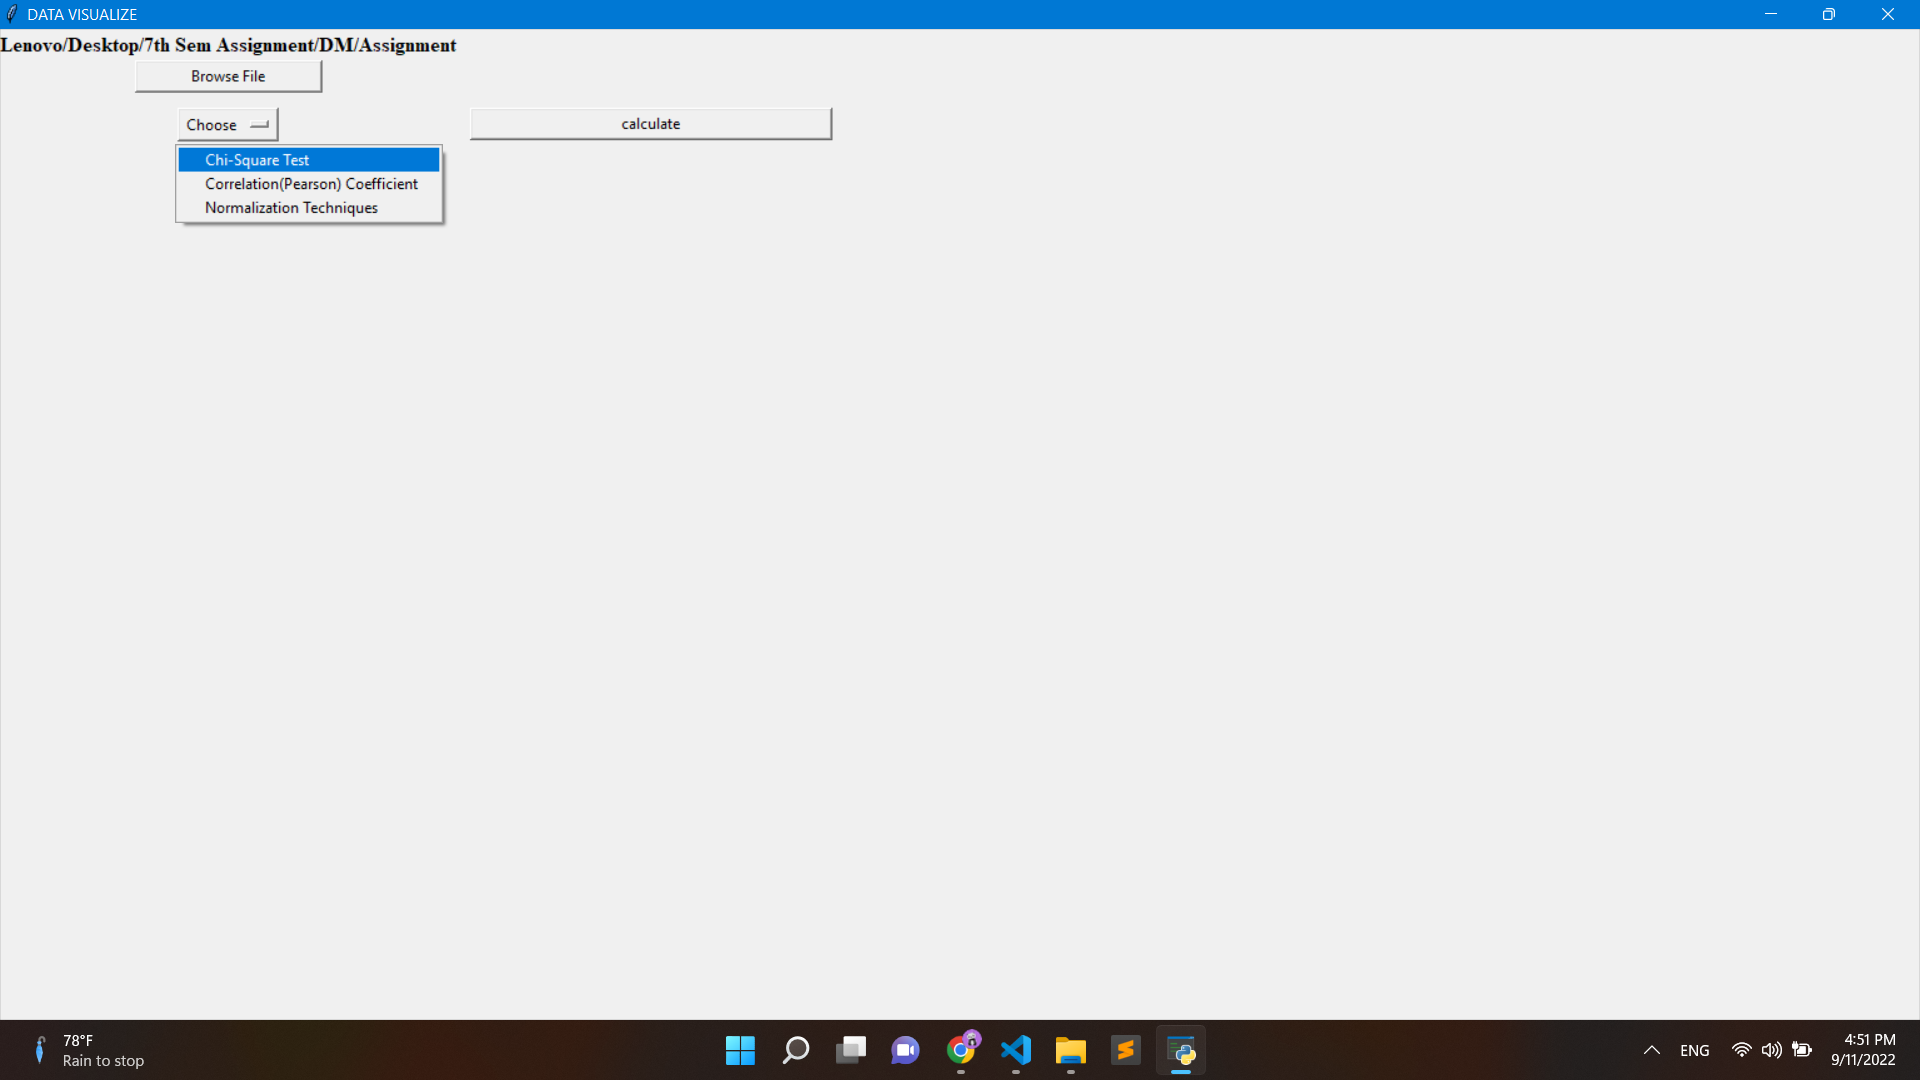 DATA VISUALIZE
Lenovo/Desktop/7th Sem Assignment/DM/Assignment
Browse File
Choose
calculate
Chi-Square Test
Correlation(Pearson) Coefficient
Normalization Techniques
78°F
Rain to stop
ENG
4:51 PM
9/11/2022